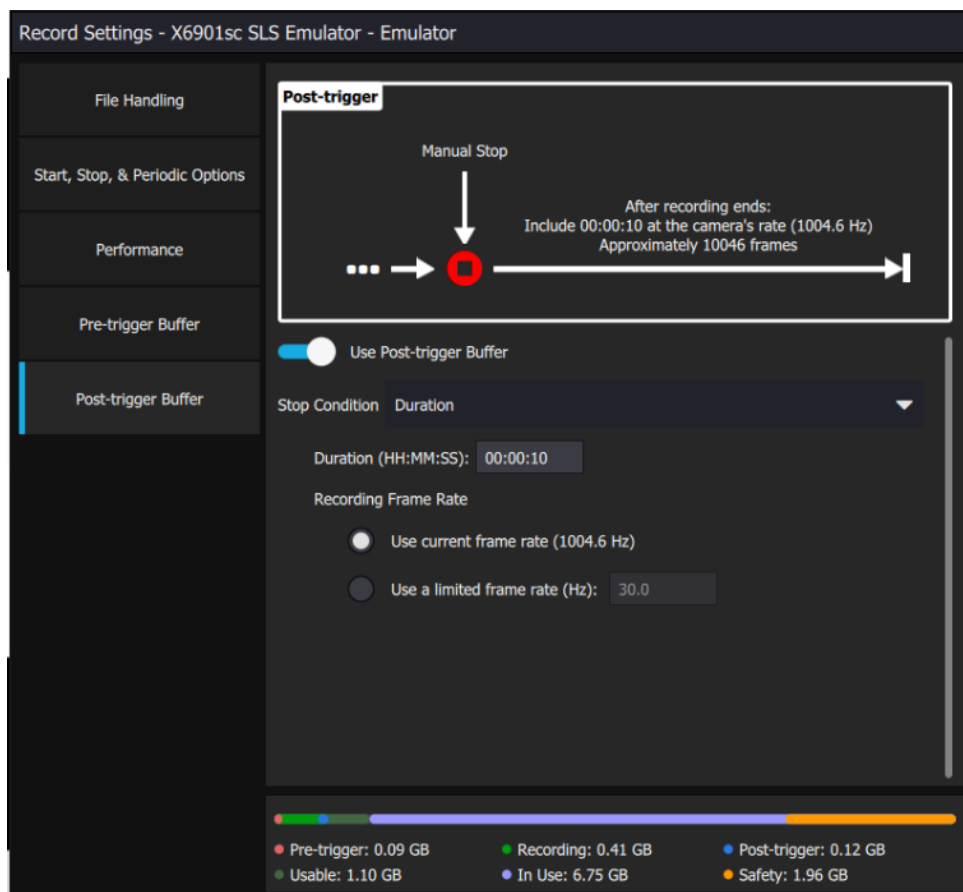 Record Settings - X6901sc SLS Emulator - Emulator
File Handling
Start, Stop, & Periodic Options
Performance
Pre-trigger Buffer
Post-trigger Buffer
Post-trigger
Manual Stop
After recording ends:
Include 00:00:10 at the camera's rate (1004.6 Hz)
Approximately 10046 frames
Use Post-trigger Buffer
Stop Condition Duration
Duration (HH:MM:SS): 00:00:10
Recording Frame Rate
Use current frame rate (1004.6 Hz)
Use a limited frame rate (Hz): 30.0
Pre-trigger: 0.09 GB Recording: 0.41 GB Post-trigger: 0.12 GB
Usable: 1.10 GB In Use: 6.75 GB Safety: 1.96 GB